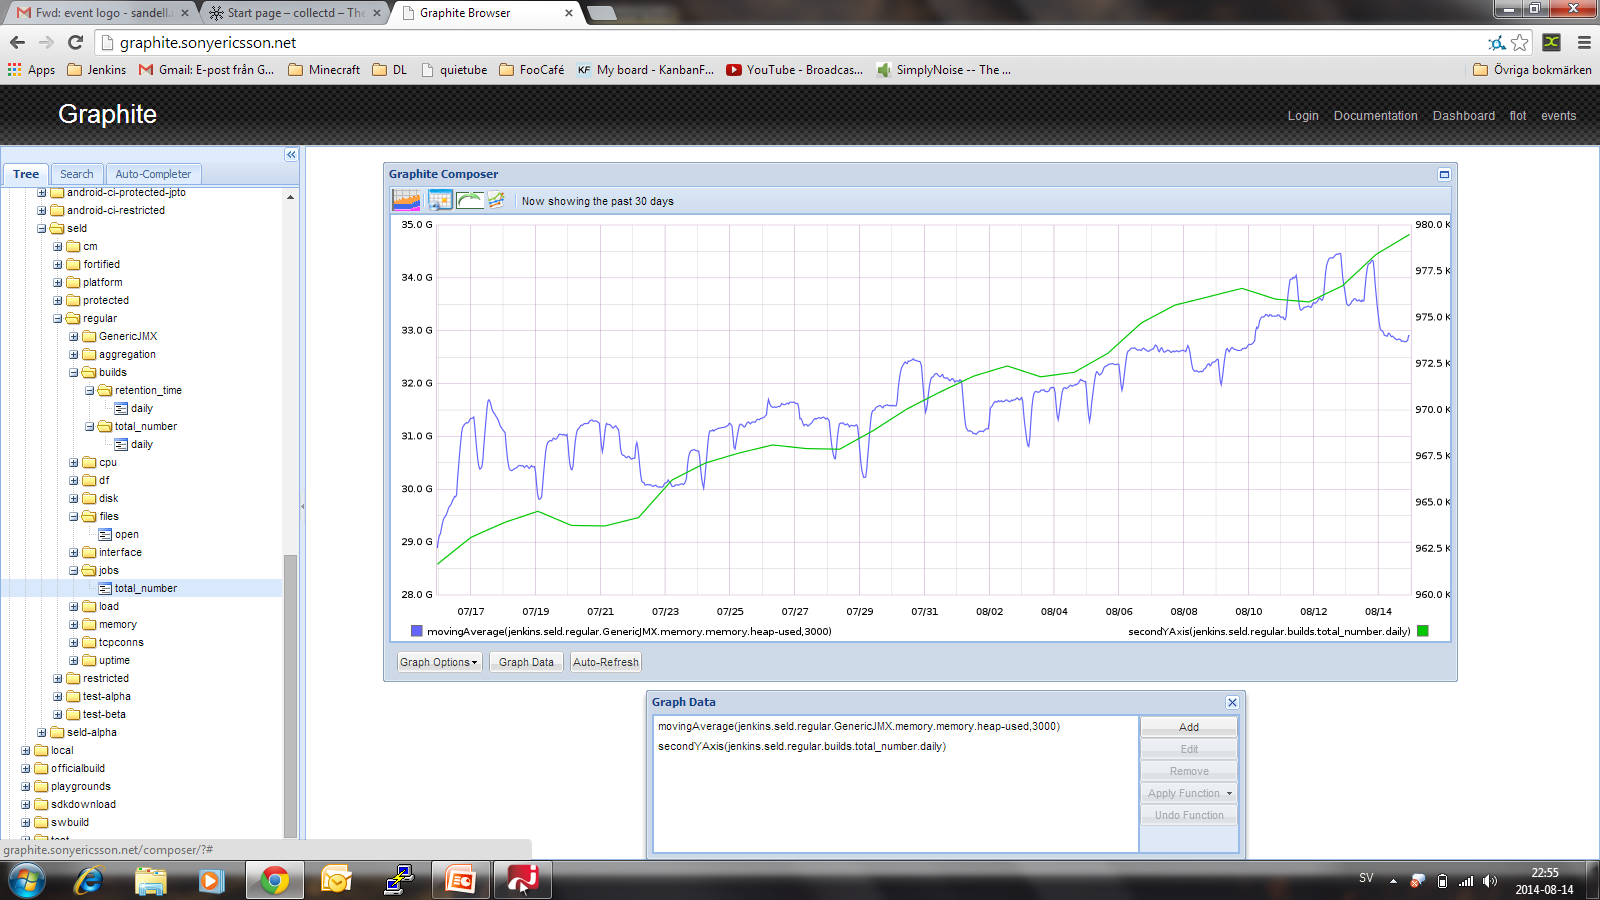 Fwd: event logo - sandell.
Start page – collectd – The
Graphite Browser
graphite.sonyericsson.net
Apps
Jenkins
Gmail: E-post från G...
Minecraft
DL
quietube
FooCafé
KF My board - KanbanF...
YouTube - Broadcas...
SimplyNoise -- The ...
Övriga bokmärken
Graphite
Login Documentation Dashboard flot events
Tree Search Auto-Completer
android-ci-protected-jpto
android-ci-restricted
seld
cm
fortified
platform
protected
regular
GenericJMX
aggregation
builds
retention_time
daily
total_number
daily
cpu
df
disk
files
open
interface
jobs
total_number
load
memory
tcpconns
uptime
restricted
test-alpha
test-beta
seld-alpha
local
officialbuild
playgrounds
sdkdownload
swbuild
test
graphite.sonyericsson.net/composer/?#
Graphite Composer
Now showing the past 30 days
35.0 G
34.0 G
33.0 G
32.0 G
31.0 G
30.0 G
29.0 G
28.0 G
980.0 K
977.5 K
975.0 K
972.5 K
970.0 K
967.5 K
965.0 K
962.5 K
960.0 K
07/17 07/19 07/21 07/23 07/25 07/27 07/29 07/31 08/02 08/04 08/06 08/08 08/10 08/12 08/14
movingAverage(jenkins.seld.regular.GenericJMX.memory.memory.heap-used,3000)
secondYAxis(jenkins.seld.regular.builds.total_number.daily)
Graph Options Graph Data Auto-Refresh
Graph Data
movingAverage(jenkins.seld.regular.GenericJMX.memory.memory.heap-used,3000)
secondYAxis(jenkins.seld.regular.builds.total_number.daily)
Add
Edit
Remove
Apply Function
Undo Function
SV
22:55
2014-08-14